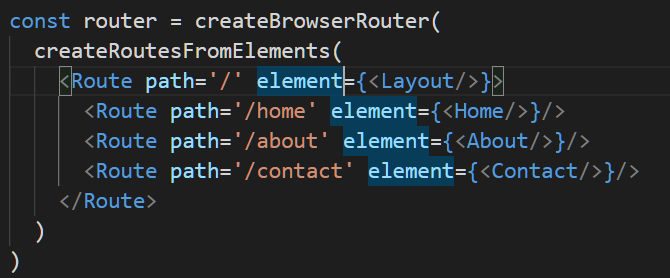 const router = createBrowserRouter(
createRoutesFromElements(
<Route path='/' element={<Layout/>}>
<Route path='/home' element={<Home/>}/>
<Route path='/about' element={<About/>}/>
<Route path='/contact' element={<Contact/>}/>
</Route>
)
)